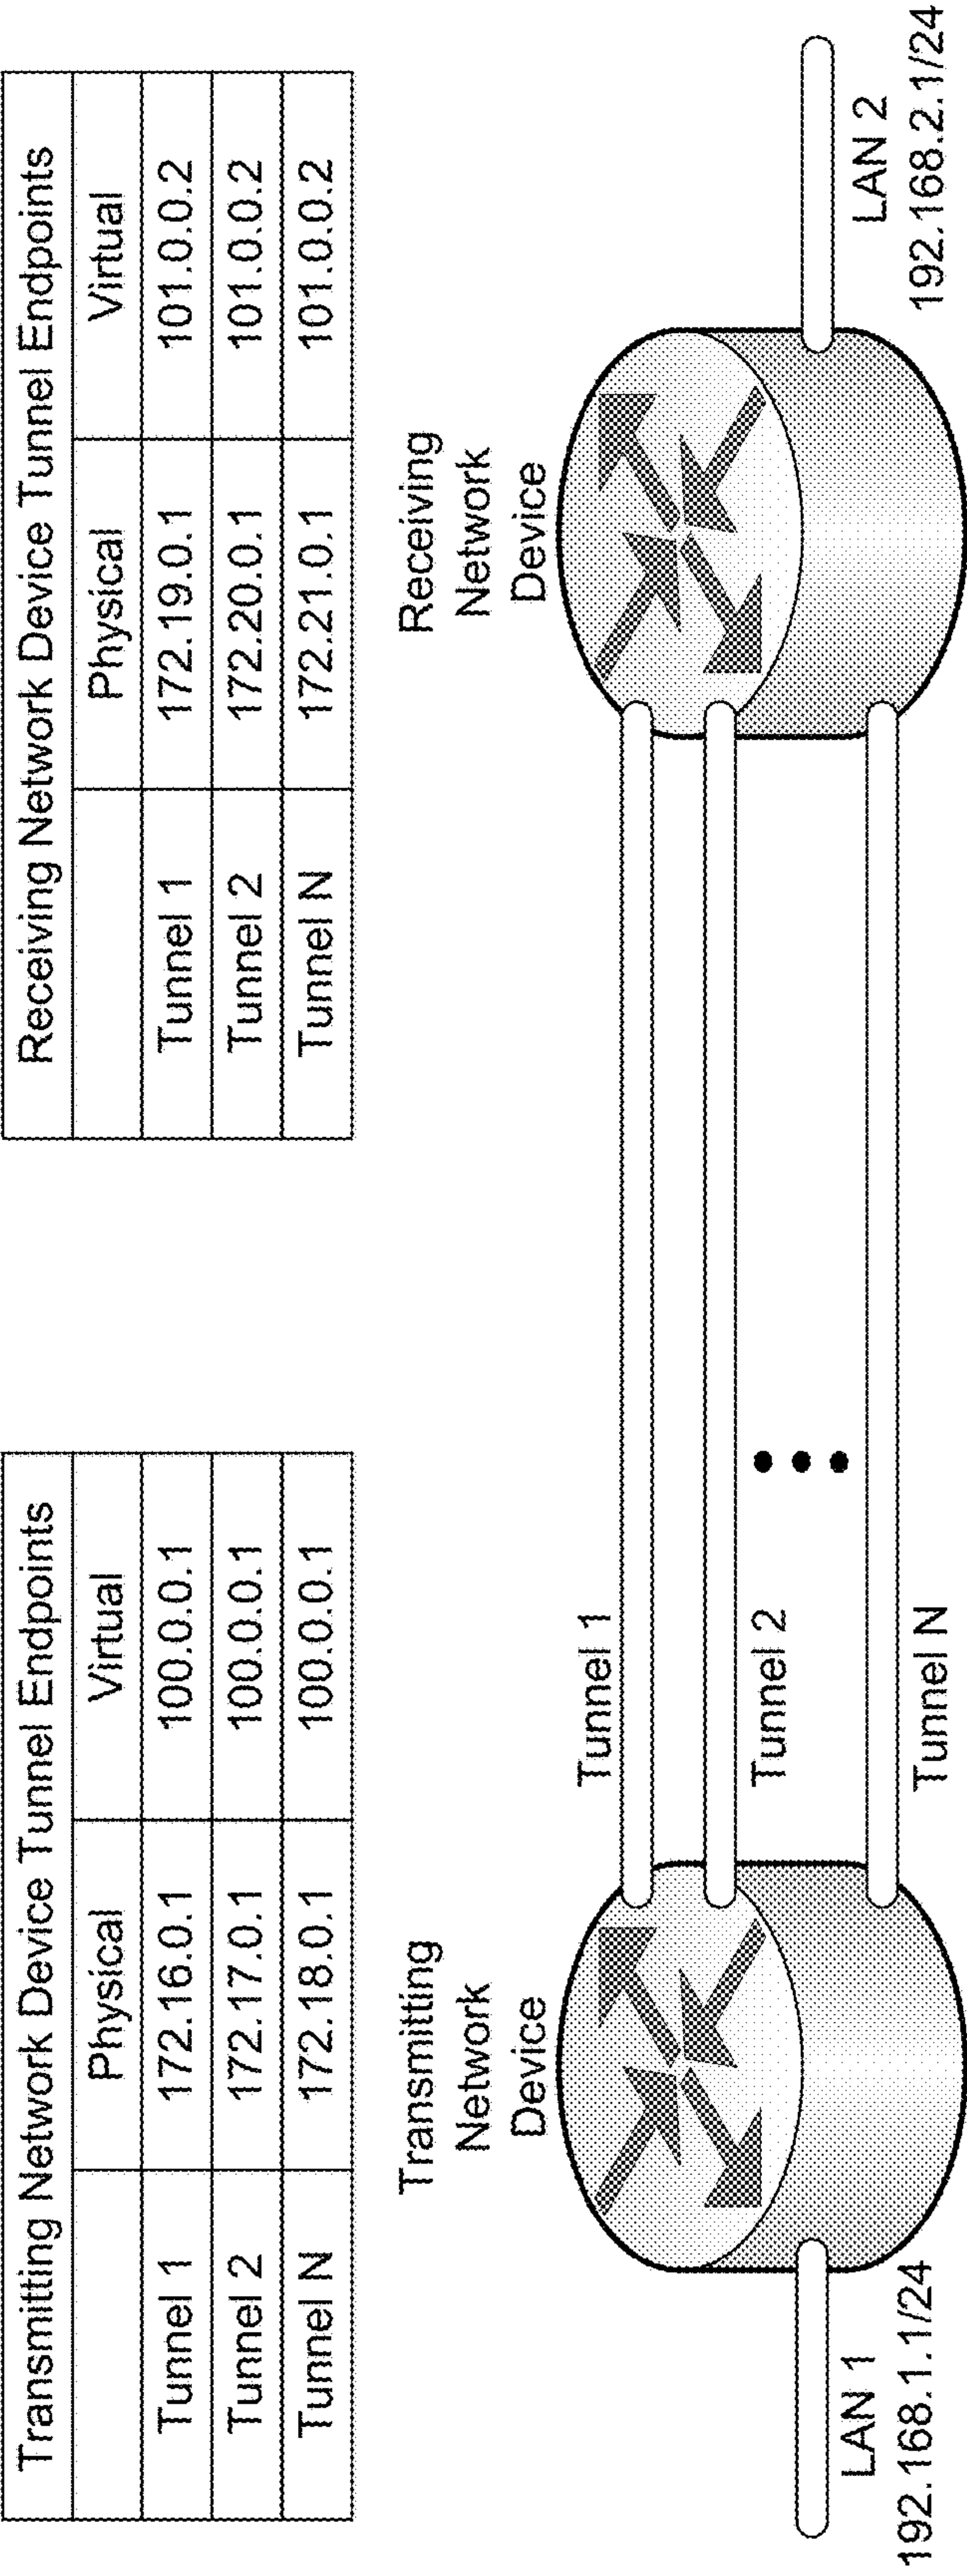 Transmitting Network Device Tunnel Endpoints
Physical Virtual
Tunnel 1 172.16.0.1 100.0.0.1
Tunnel 2 172.17.0.1 100.0.0.1
Tunnel N 172.18.0.1 100.0.0.1
Receiving Network Device Tunnel Endpoints
Physical Virtual
Tunnel 1 172.19.0.1 101.0.0.2
Tunnel 2 172.20.0.1 101.0.0.2
Tunnel N 172.21.0.1 101.0.0.2
Transmitting
Network
Device
Receiving
Network
Device
Tunnel 1
Tunnel 2
Tunnel N
LAN 1
192.168.1.1/24
LAN 2
192.168.2.1/24